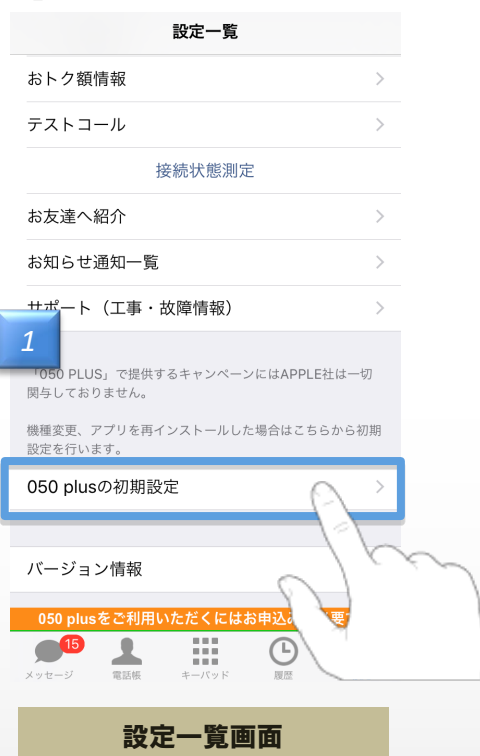 設定一覧
おトク額情報
テストコール
接続状態測定
お友達へ紹介
お知らせ通知一覧
サポート（工事・故障情報）
1
「050 PLUS」で提供するキャンペーンにはAPPLE社は一切
関与しておりません。
機種変更、アプリを再インストールした場合はこちらから初期
設定を行います。
050 plusの初期設定
バージョン情報
050 plusをご利用いただくにはお申込み
要
15
メッセージ
電話帳
キーパッド
履歴
設定一覧画面